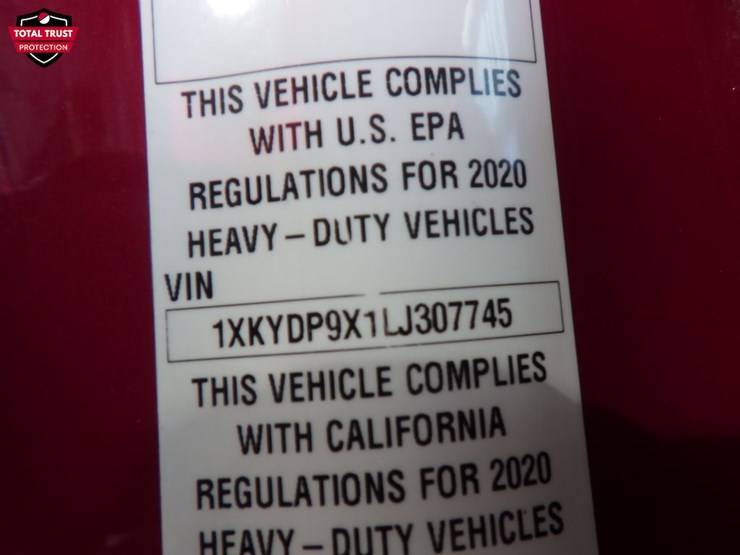 TOTAL TRUST
PROTECTION
THIS VEHICLE COMPLIES
WITH U.S. EPA
REGULATIONS FOR 2020
HEAVY – DUTY VEHICLES
VIN
1XKYDP9X1LJ307745
THIS VEHICLE COMPLIES
WITH CALIFORNIA
REGULATIONS FOR 2020
HEAVY – DUTY VEHICLES